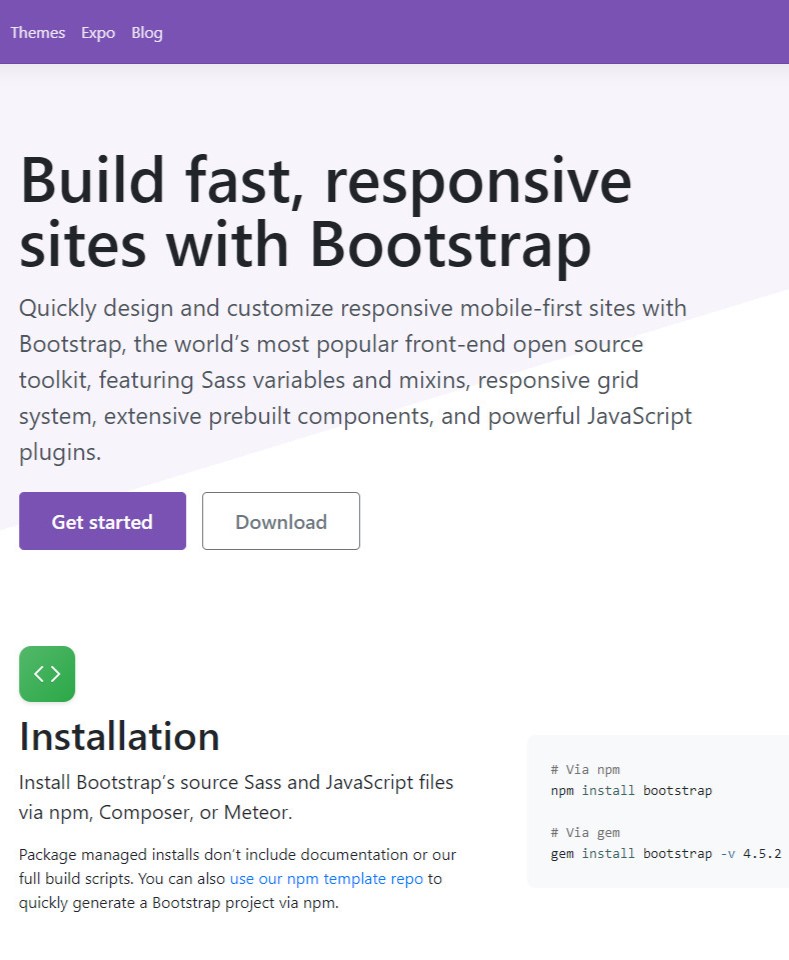 Themes Expo Blog
Build fast, responsive
sites with Bootstrap
Quickly design and customize responsive mobile-first sites with
Bootstrap, the world’s most popular front-end open source
toolkit, featuring Sass variables and mixins, responsive grid
system, extensive prebuilt components, and powerful JavaScript
plugins.
Get started Download
Installation
Install Bootstrap’s source Sass and JavaScript files
via npm, Composer, or Meteor.
Package managed installs don’t include documentation or our
full build scripts. You can also use our npm template repo to
quickly generate a Bootstrap project via npm.
# Via npm
npm install bootstrap
# Via gem
gem install bootstrap -v 4.5.2